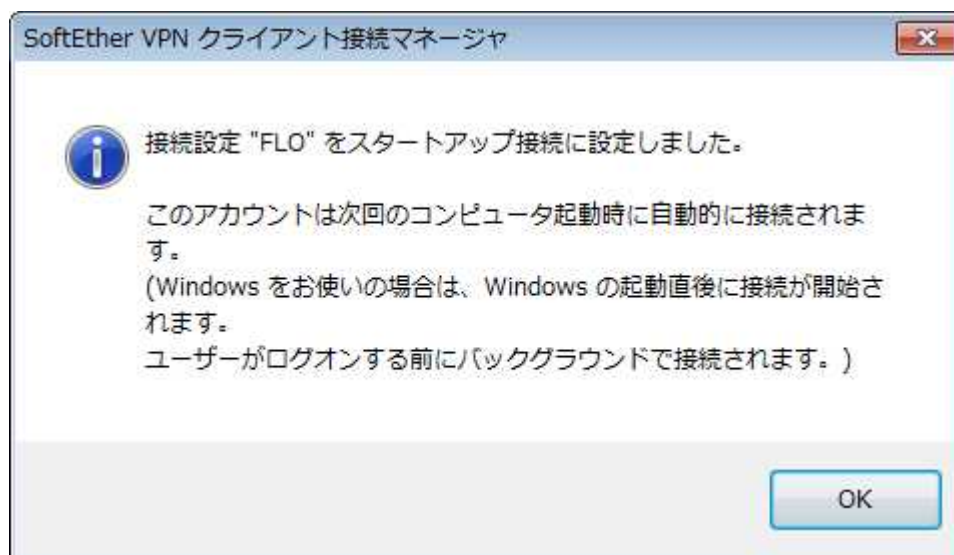 SoftEther VPN クライアント接続マネージャ
接続設定 "FLO" をスタートアップ接続に設定しました。
このアカウントは次回のコンピュータ起動時に自動的に接続されま
す。
(Windows をお使いの場合は、Windows の起動直後に接続が開始さ
れます。
ユーザーがログオンする前にバックグラウンドで接続されます。)
OK